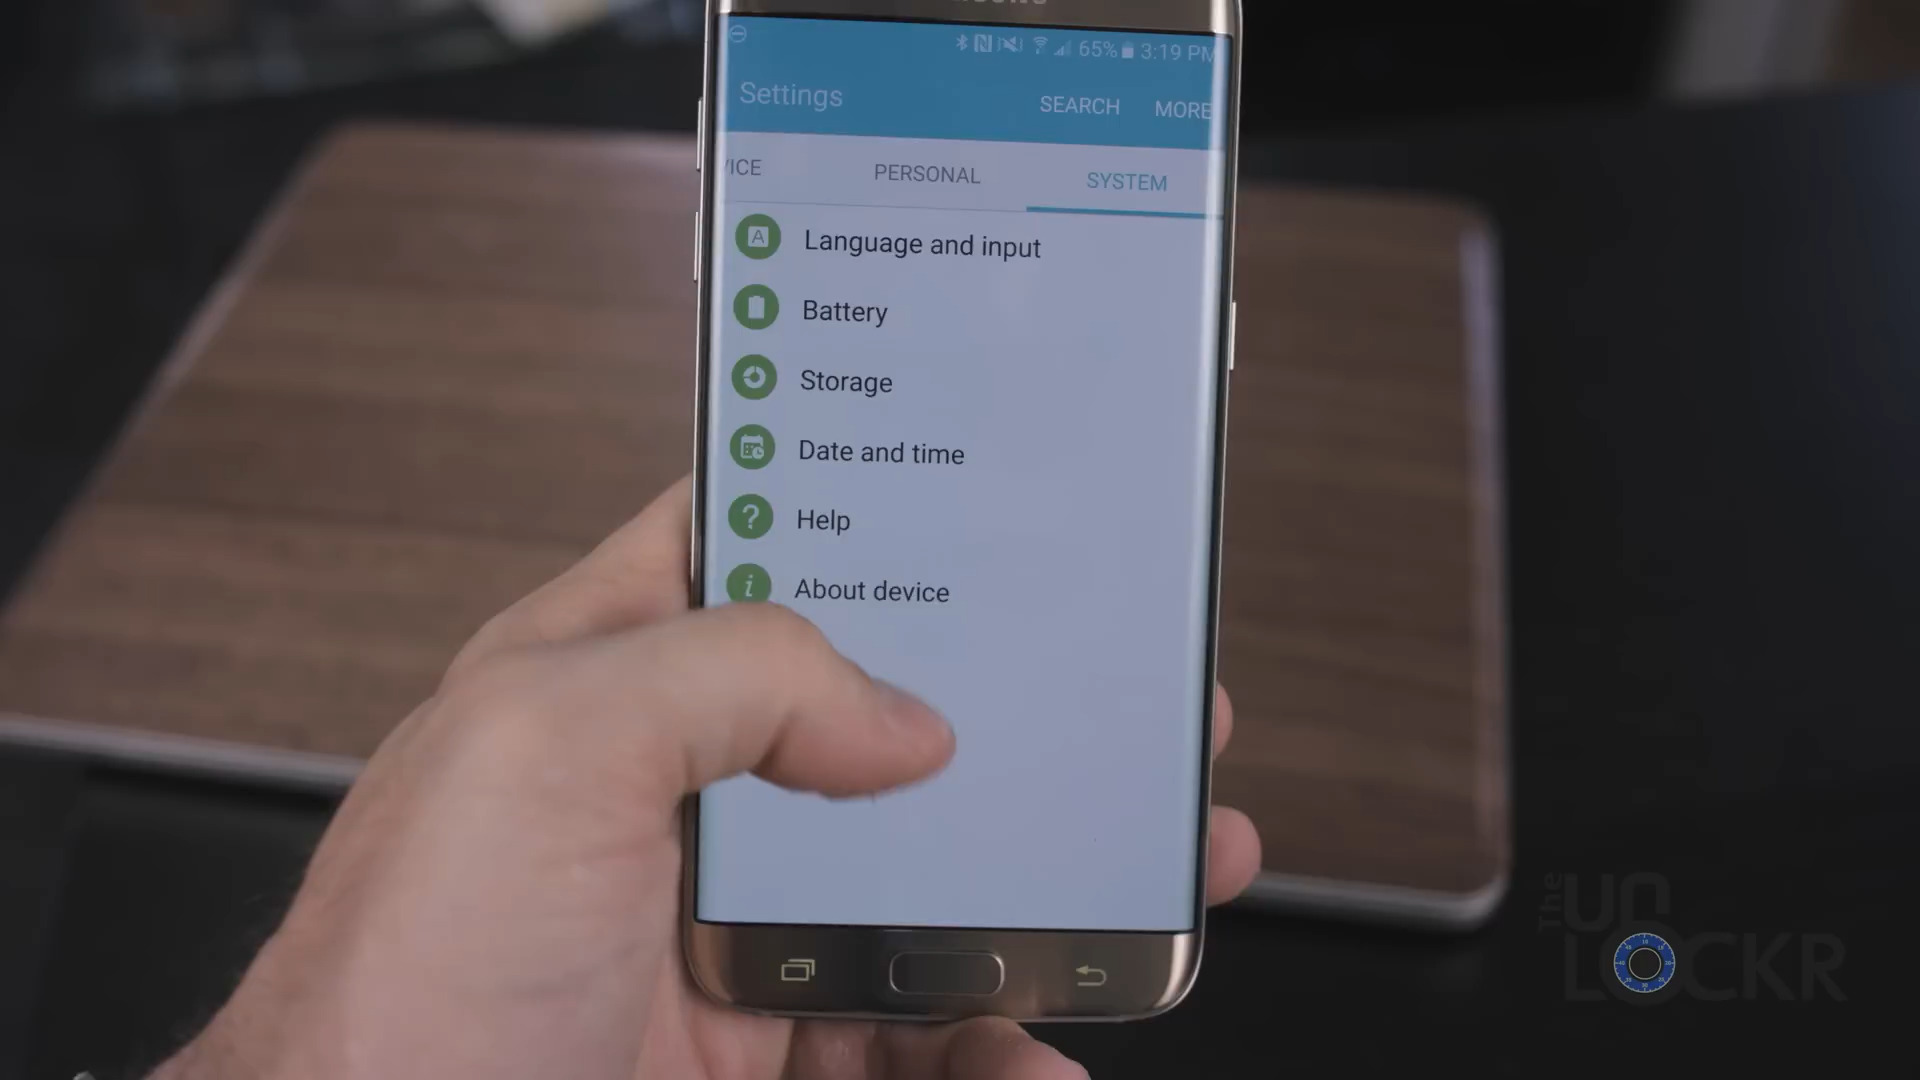 65% 3:19 PM
Settings SEARCH MORE
VICE PERSONAL SYSTEM
Language and input
Battery
Storage
Date and time
Help
About device
The
UN
LOCKR